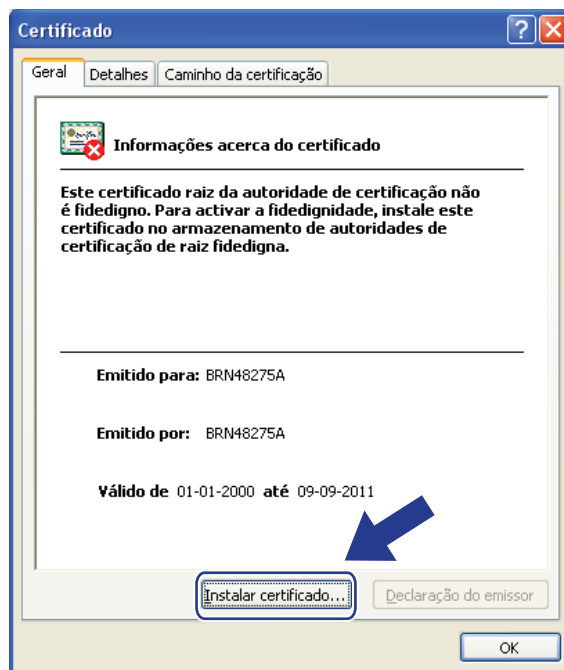 Certificado
Geral Detalhes Caminho da certificação
Informações acerca do certificado
Este certificado raiz da autoridade de certificação não
é fidedigno. Para activar a fidedignidade, instale este
certificado no armazenamento de autoridades de
certificação de raiz fidedigna.
Emitido para: BRN48275A
Emitido por: BRN48275A
Válido de 01-01-2000 até 09-09-2011
Instalar certificado... Declaração do emissor
OK